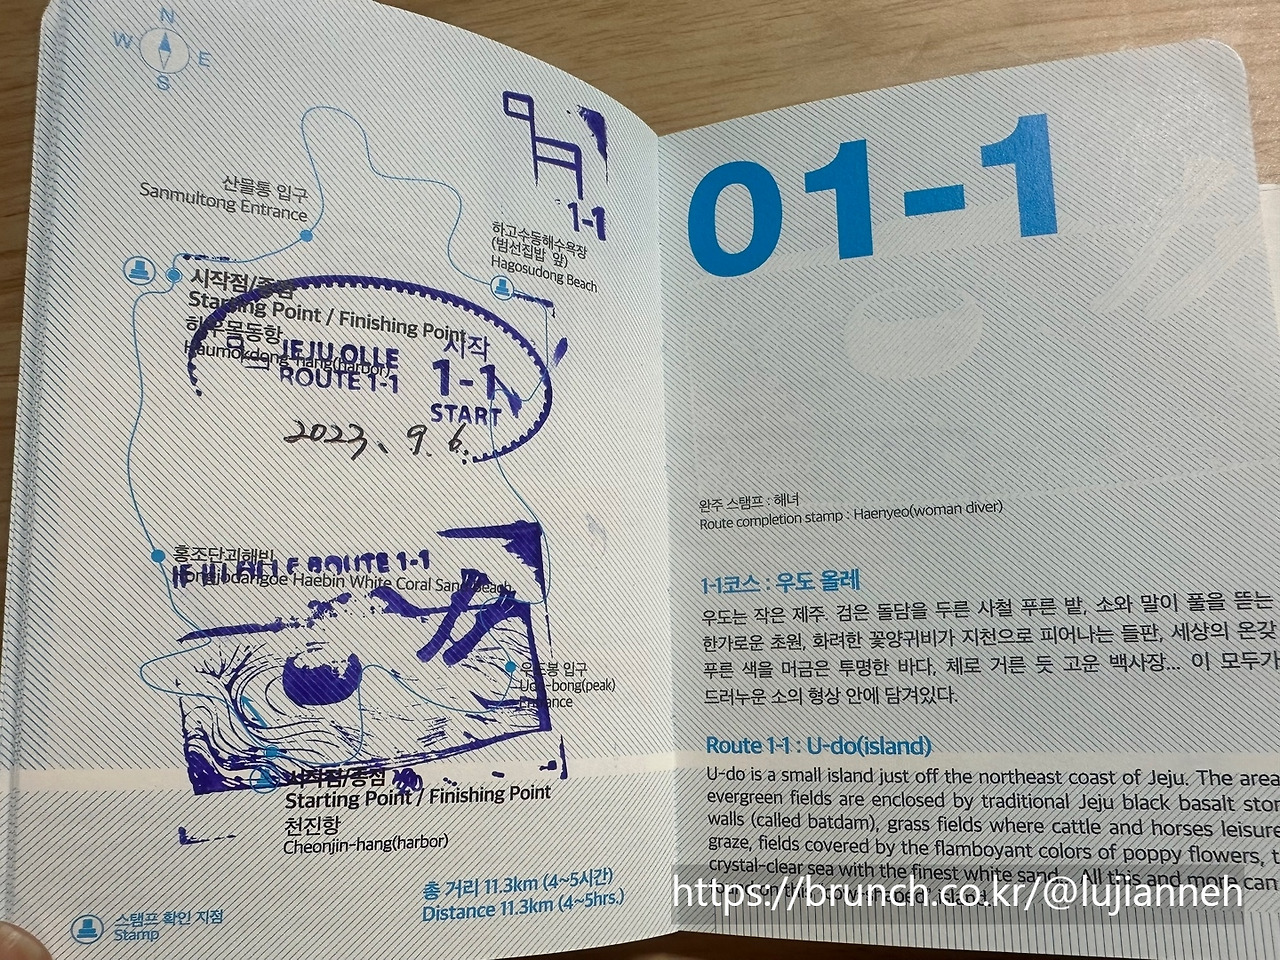 N
W E
S
산물통 입구
Sanmultong Entrance
1-1
하고수동해수욕장
(범선집밥 앞)
Hagosudong Beach
시작점/종점
Starting Point / Finishing Point
하우목동항
Haumokdong-hang(harbor)
JEJU OLLE
ROUTE 1-1
시작
1-1
START
2023. 9. 6.
홍조단괴해빈
JEJU OLLE ROUTE 1-1
Hongjodangoe Haebin White Coral Sand Beach
우도봉 입구
Udo-bong(peak)
Entrance
시작점/종점
Starting Point / Finishing Point
천진항
Cheonjin-hang(harbor)
총 거리 11.3km (4~5시간)
Distance 11.3km (4~5hrs.)
스탬프 확인 지점
Stamp
01-1
완주 스탬프 : 해녀
Route completion stamp : Haenyeo(woman diver)
1-1코스 : 우도 올레
우도는 작은 제주. 검은 돌담을 두른 사철 푸른 밭, 소와 말이 풀을 뜯는
한가로운 초원, 화려한 꽃양귀비가 지천으로 피어나는 들판, 세상의 온갖
푸른 색을 머금은 투명한 바다, 체로 거른 듯 고운 백사장... 이 모두가
드러누운 소의 형상 안에 담겨있다.
Route 1-1 : U-do(island)
U-do is a small island just off the northeast coast of Jeju. The area
evergreen fields are enclosed by traditional Jeju black basalt stor
walls (called batdam), grass fields where cattle and horses leisure
graze, fields covered by the flamboyant colors of poppy flowers, t
crystal-clear sea with the finest white sand... All this and more can
island.
https://brunch.co.kr/@lujianneh